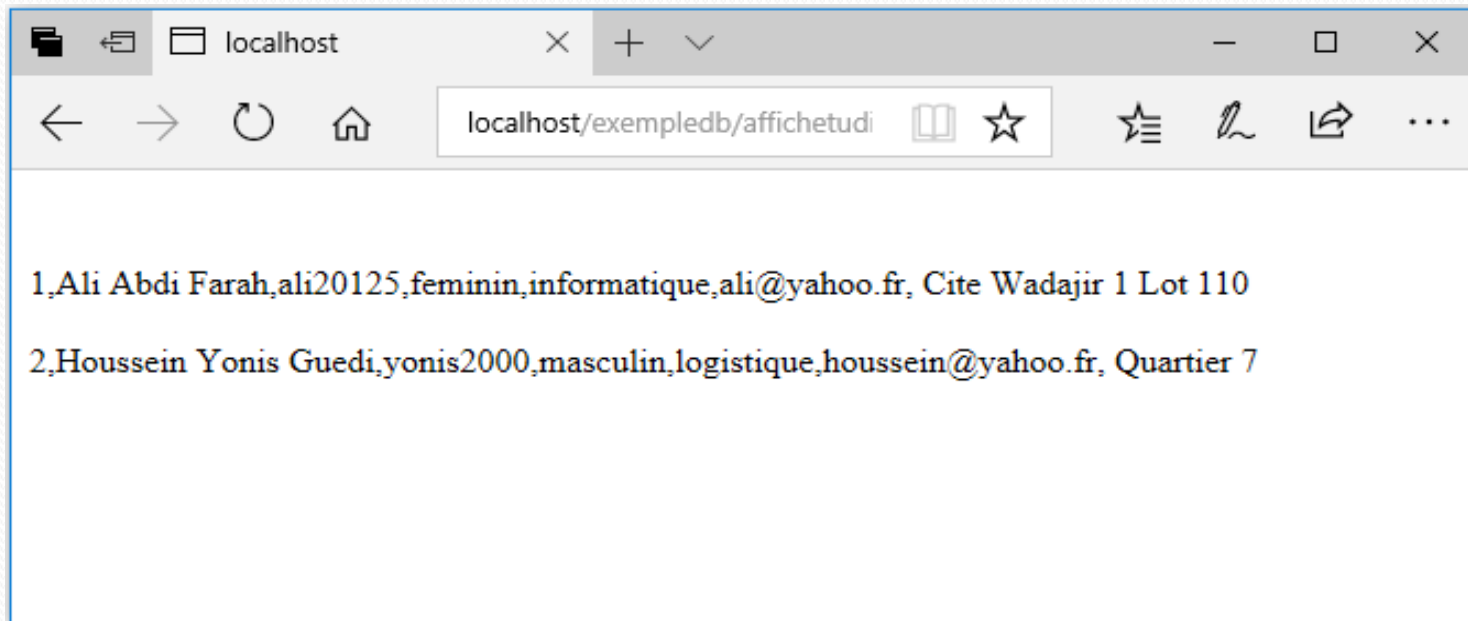 localhost
localhost/exempledb/affichetudi
1,Ali Abdi Farah,ali20125,feminin,informatique,ali@yahoo.fr, Cite Wadajir 1 Lot 110
2,Houssein Yonis Guedi,yonis2000,masculin,logistique,houssein@yahoo.fr, Quartier 7